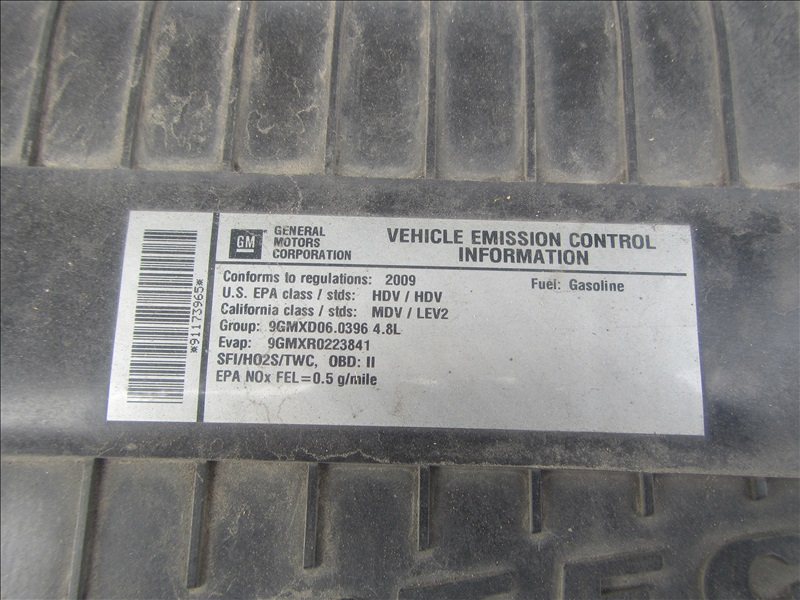 *91173965*
GM
GENERAL
MOTORS
CORPORATION
VEHICLE EMISSION CONTROL
INFORMATION
Conforms to regulations: 2009
Fuel: Gasoline
U.S. EPA class / stds: HDV / HDV
California class / stds: MDV / LEV2
Group: 9GMXD06.0396 4.8L
Evap: 9GMXR0223841
SFI/HO2S/TWC, OBD: II
EPA NOx FEL=0.5 g/mile